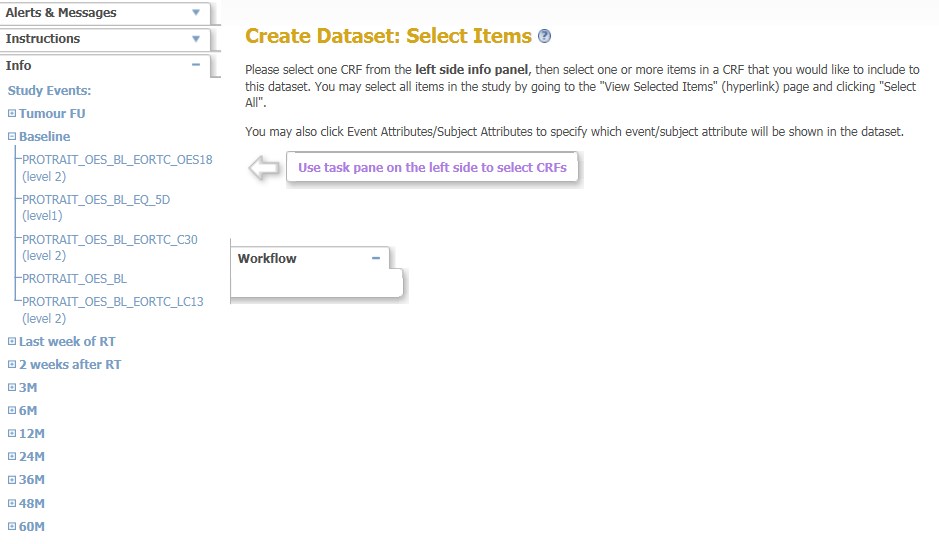 Alerts & Messages
Instructions
Info
Study Events:
Tumour FU
Baseline
PROTRAIT_OES_BL_EORTC_OES18
(level 2)
PROTRAIT_OES_BL_EQ_5D
(level1)
PROTRAIT_OES_BL_EORTC_C30
(level 2)
PROTRAIT_OES_BL
PROTRAIT_OES_BL_EORTC_LC13
(level 2)
Last week of RT
2 weeks after RT
3M
6M
12M
24M
36M
48M
60M
Create Dataset: Select Items ?
Please select one CRF from the left side info panel, then select one or more items in a CRF that you would like to include to
this dataset. You may select all items in the study by going to the "View Selected Items" (hyperlink) page and clicking "Select
All".
You may also click Event Attributes/Subject Attributes to specify which event/subject attribute will be shown in the dataset.
Use task pane on the left side to select CRFs
Workflow